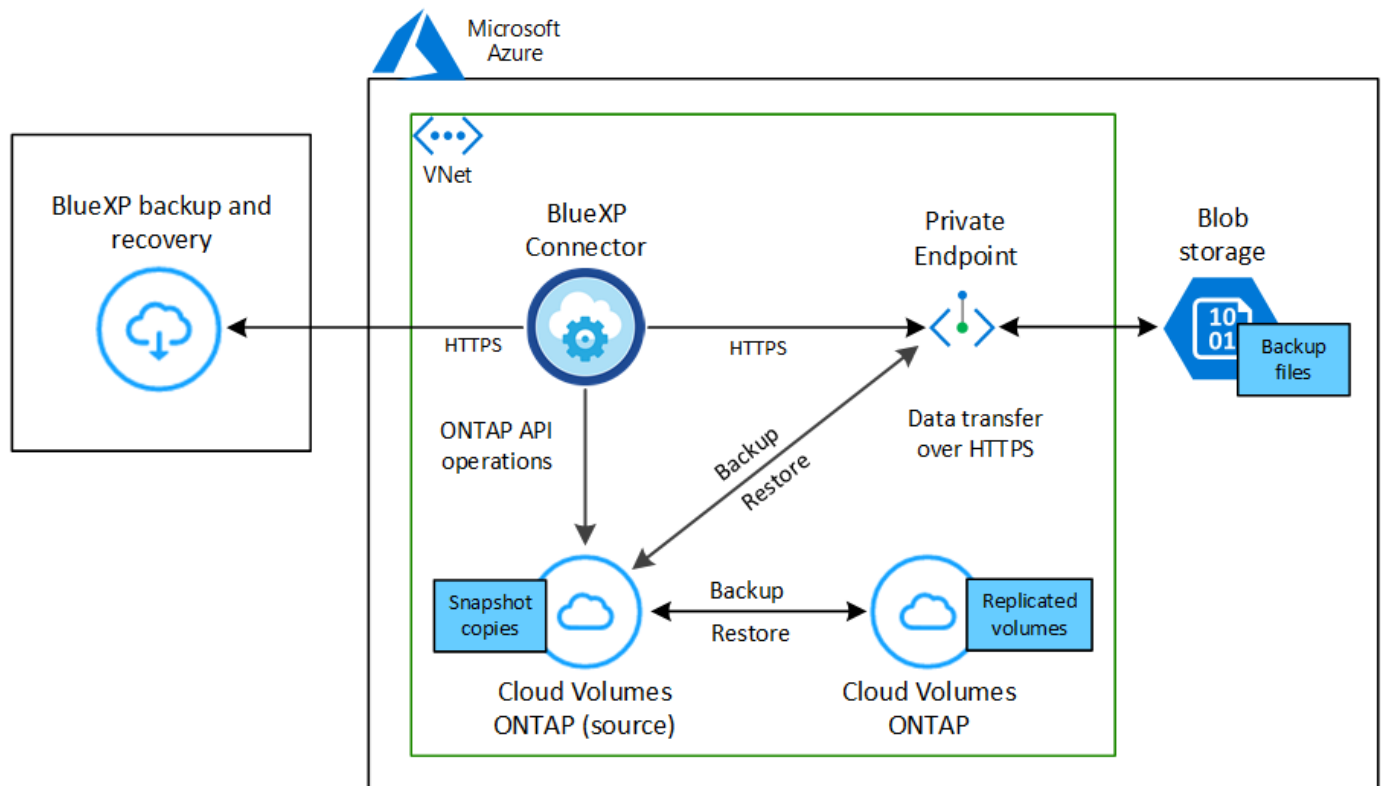 Microsoft
Azure
VNet
BlueXP backup and
recovery
BlueXP
Connector
Private
Endpoint
Blob
storage
10
01
Backup
files
HTTPS
HTTPS
ONTAP API
operations
Backup
Restore
Data transfer
over HTTPS
Snapshot
copies
Backup
Restore
Replicated
volumes
Cloud Volumes
ONTAP (source)
Cloud Volumes
ONTAP